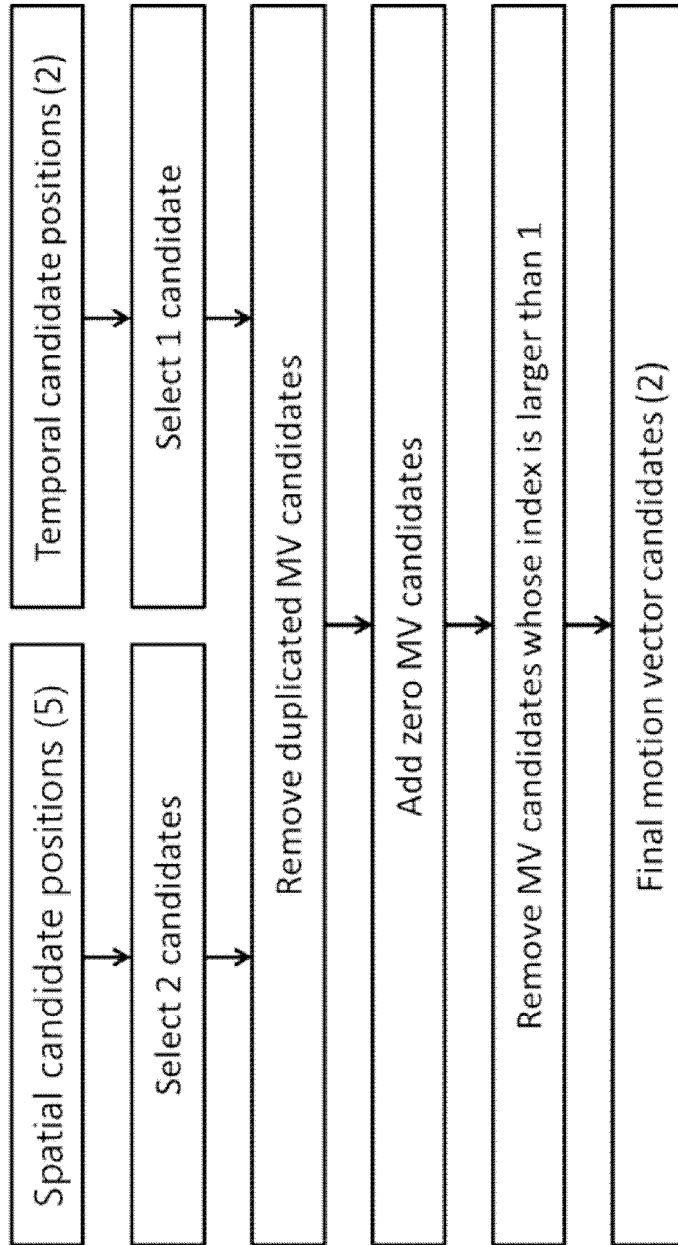 Spatial candidate positions (5)
Temporal candidate positions (2)
Select 2 candidates
Select 1 candidate
Remove duplicated MV candidates
Add zero MV candidates
Remove MV candidates whose index is larger than 1
Final motion vector candidates (2)